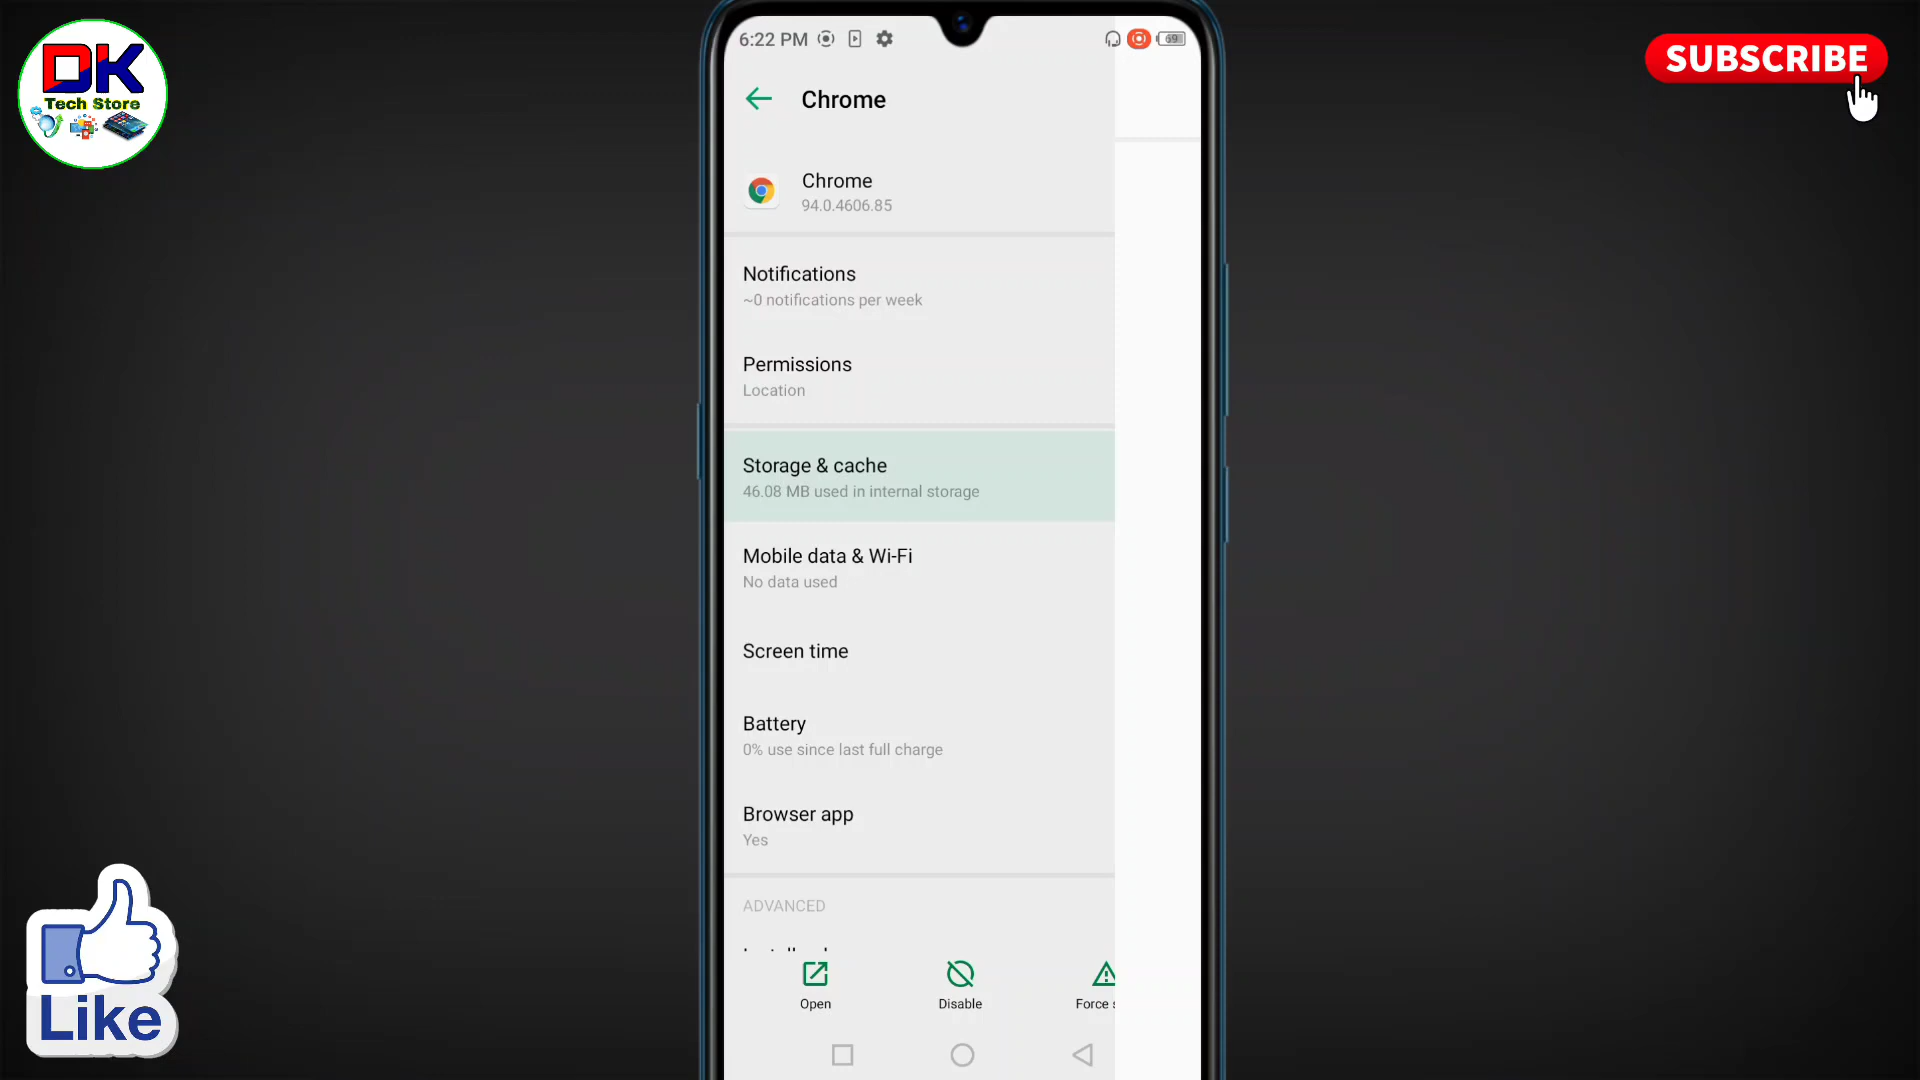 DK
Tech Store
SUBSCRIBE
6:22 PM
69
Chrome
Chrome
94.0.4606.85
Notifications
~0 notifications per week
Permissions
Location
Storage & cache
46.08 MB used in internal storage
Mobile data & Wi-Fi
No data used
Screen time
Battery
0% use since last full charge
Browser app
Yes
ADVANCED
Open
Disable
Force s
Like